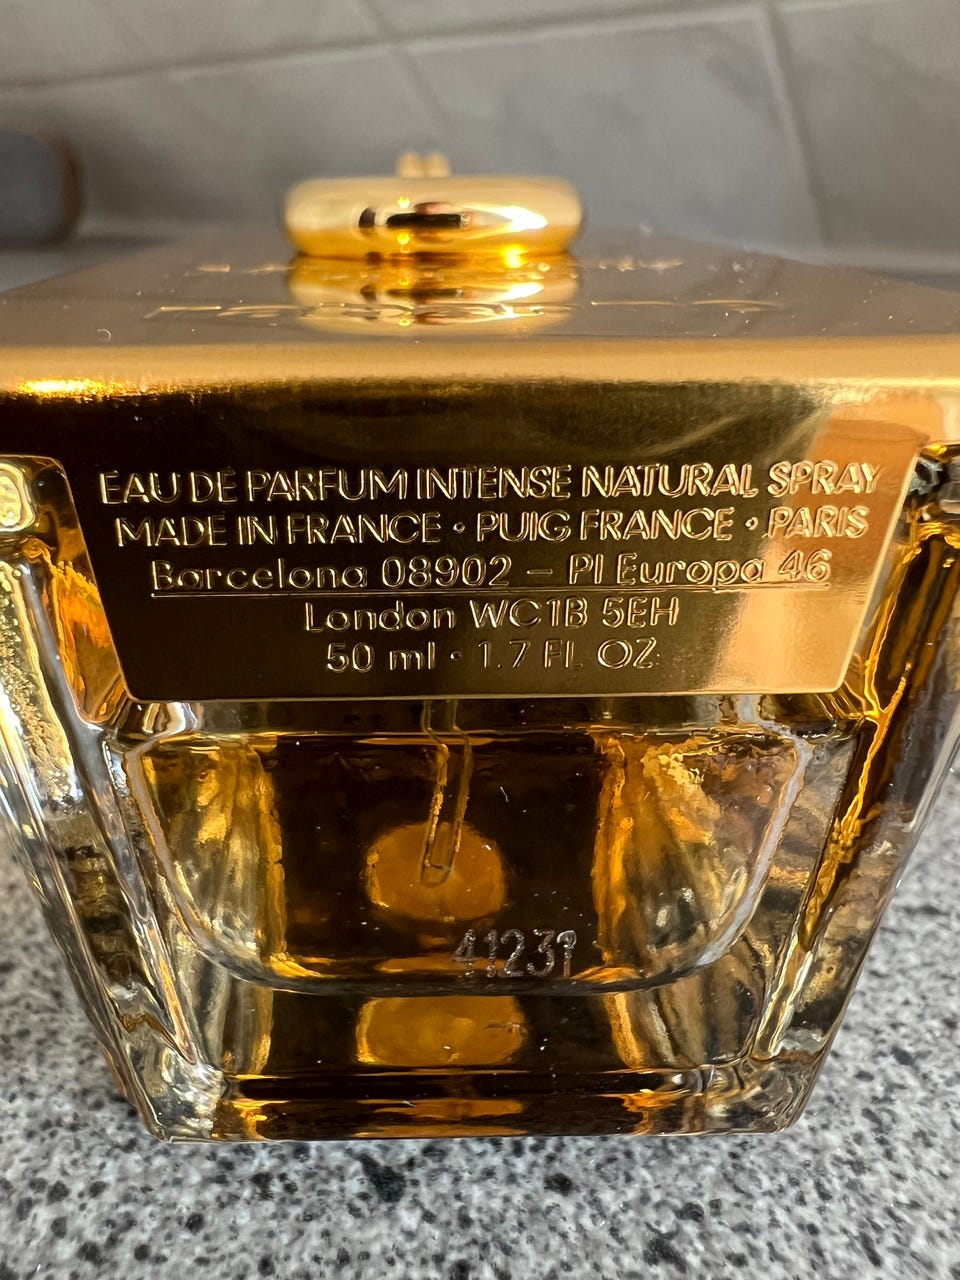 EAU DE PARFUM INTENSE NATURAL SPRAY
MADE IN FRANCE • PUIG FRANCE • PARIS
Barcelona 08902 – Pl Europa 46
London WC1B 5EH
50 ml • 1.7 FL OZ.